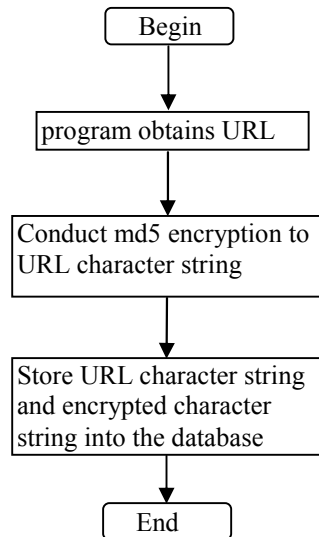 Begin
program obtains URL
Conduct md5 encryption to
URL character string
Store URL character string
and encrypted character
string into the database
End